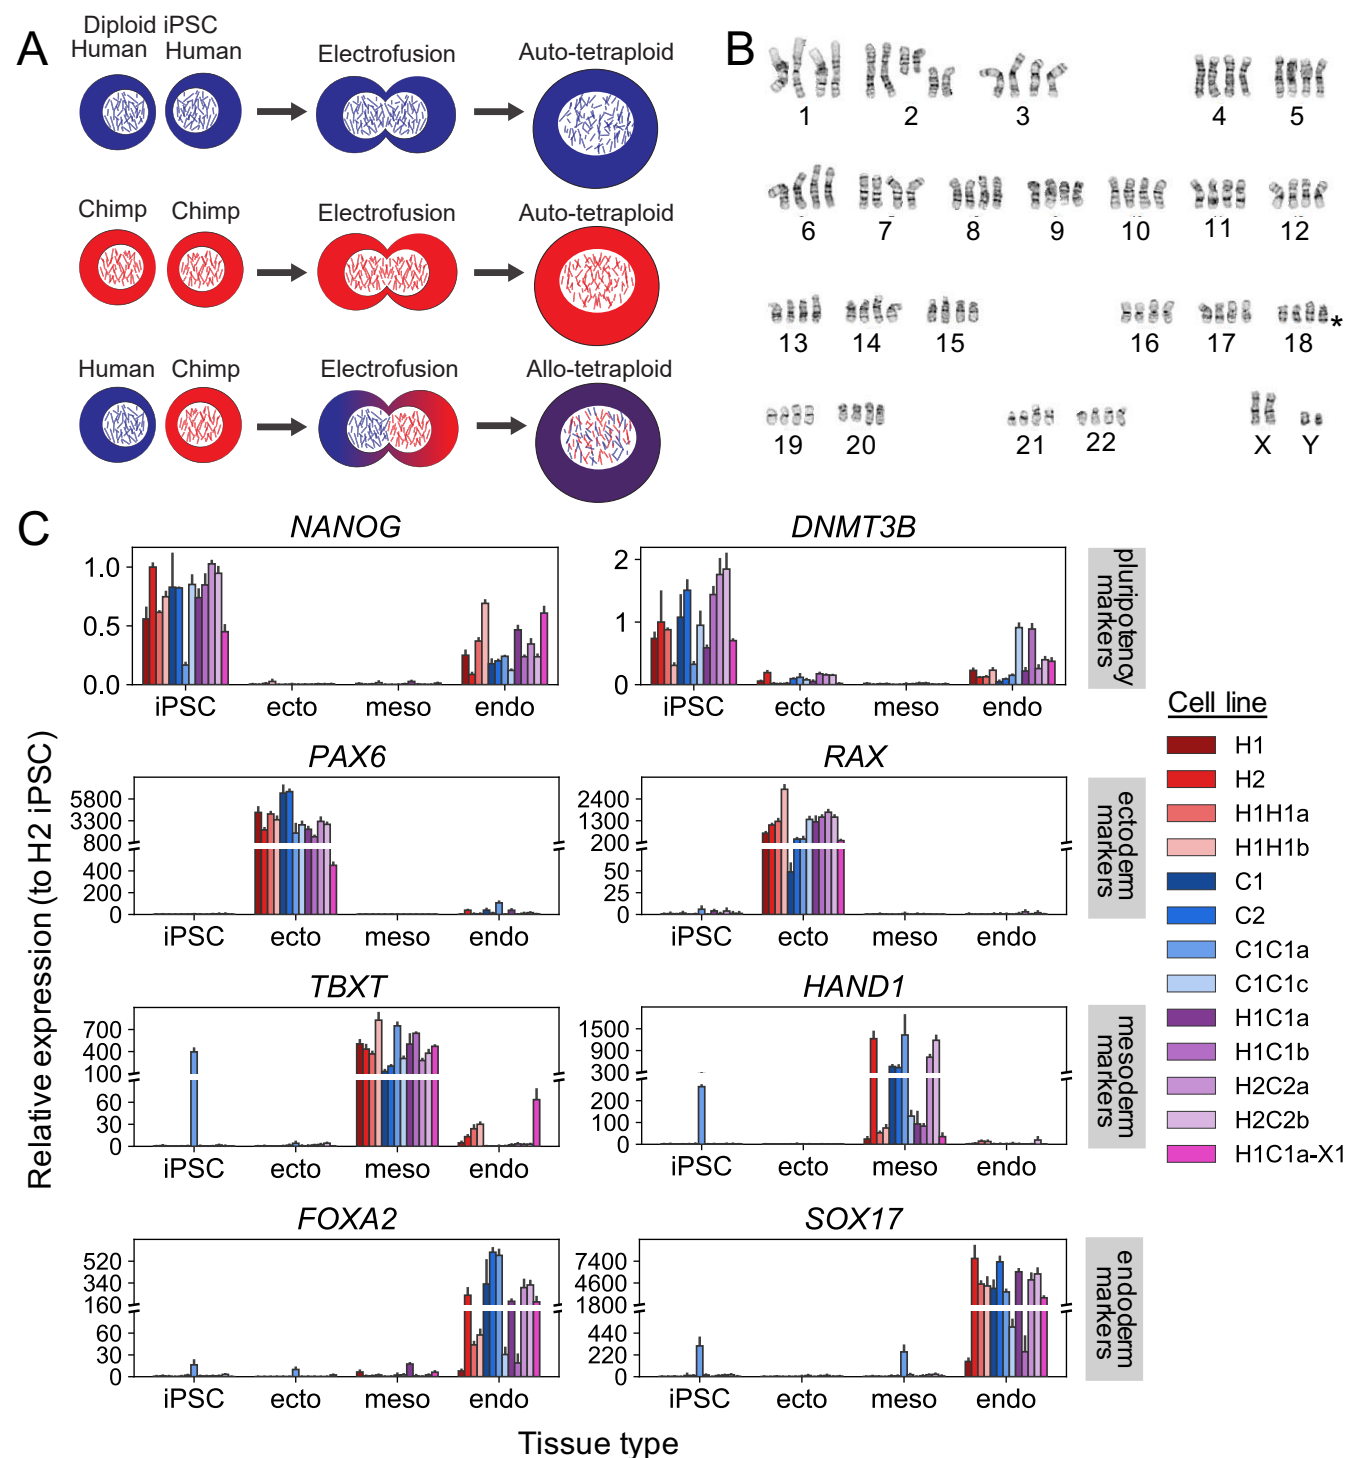 A
Diploid iPSC
Human Human
Electrofusion
Auto-tetraploid
Chimp Chimp
Electrofusion
Auto-tetraploid
Human Chimp
Electrofusion
Allo-tetraploid
B
1 2 3 4 5
6 7 8 9 10 11 12
13 14 15 16 17 18 *
19 20 21 22 X Y
C
Relative expression (to H2 iPSC)
NANOG
1.0
0.5
0.0
iPSC ecto meso endo
DNMT3B
2
1
0
iPSC ecto meso endo
pluripotency
markers
PAX6
5800
3300
800
400
200
0
iPSC ecto meso endo
RAX
2400
1300
200
50
25
0
iPSC ecto meso endo
ectoderm
markers
TBXT
700
400
100
60
30
0
iPSC ecto meso endo
HAND1
1500
900
300
200
100
0
iPSC ecto meso endo
mesoderm
markers
FOXA2
520
340
160
60
30
0
iPSC ecto meso endo
SOX17
7400
4600
1800
440
220
0
iPSC ecto meso endo
endoderm
markers
Tissue type
Cell line
H1
H2
H1H1a
H1H1b
C1
C2
C1C1a
C1C1c
H1C1a
H1C1b
H2C2a
H2C2b
H1C1a-X1